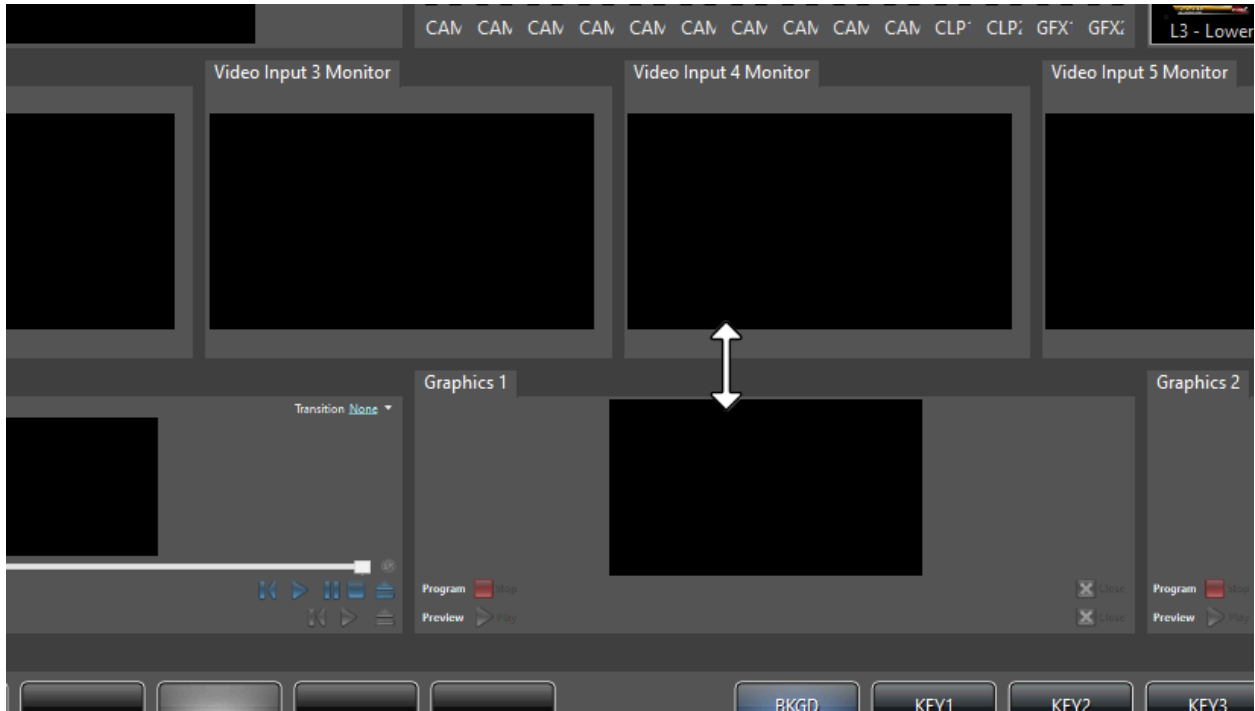 CAM CAM CAM CAM CAM CAM CAM CAM CAM CAM CLP1 CLP2 GFX1 GFX2
L3 - Lower
Video Input 3 Monitor
Video Input 4 Monitor
Video Input 5 Monitor
Transition None
Graphics 1
Graphics 2
Program Stop
Close
Program Stop
Preview Play
Close
Preview Play
BKGD KEY1 KEY2 KEY3